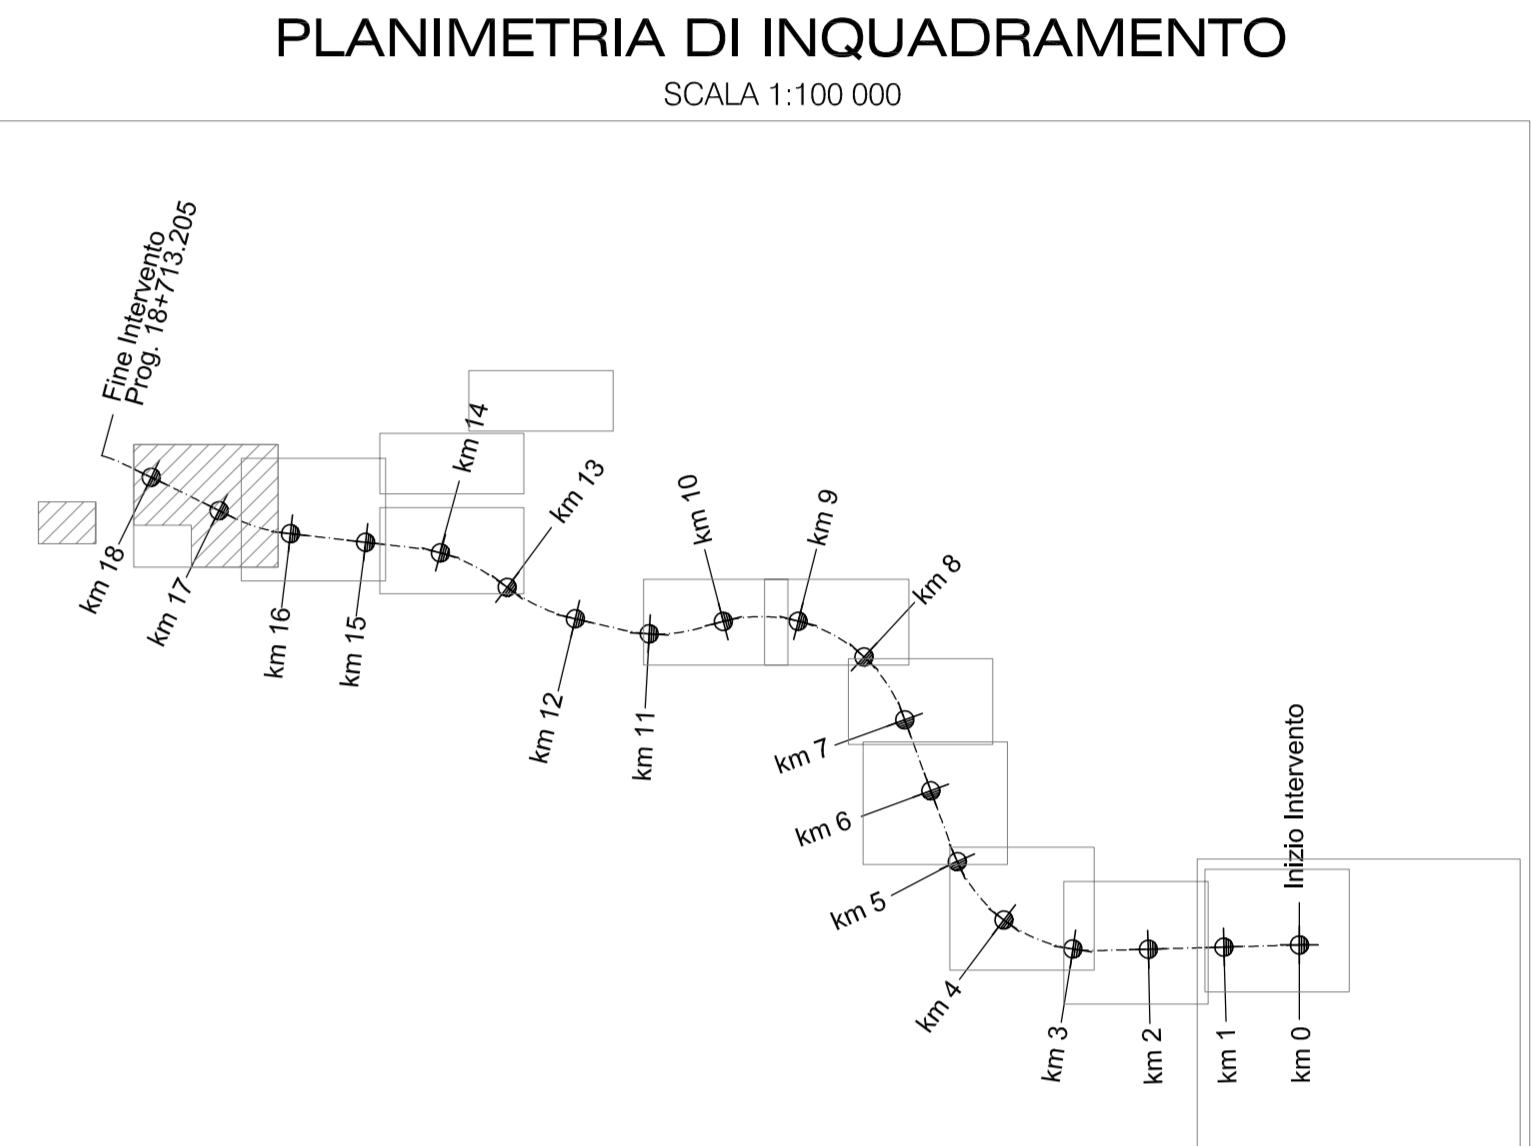 PLANIMETRIA DI INQUADRAMENTO
SCALA 1:100 000
Fine Intervento
Prog. 18+713.205
km 18
km 17
km 16
km 15
km 14
km 13
km 12
km 11
km 10
km 9
km 8
km 7
km 6
km 5
km 4
km 3
km 2
km 1
km 0
Inizio Intervento